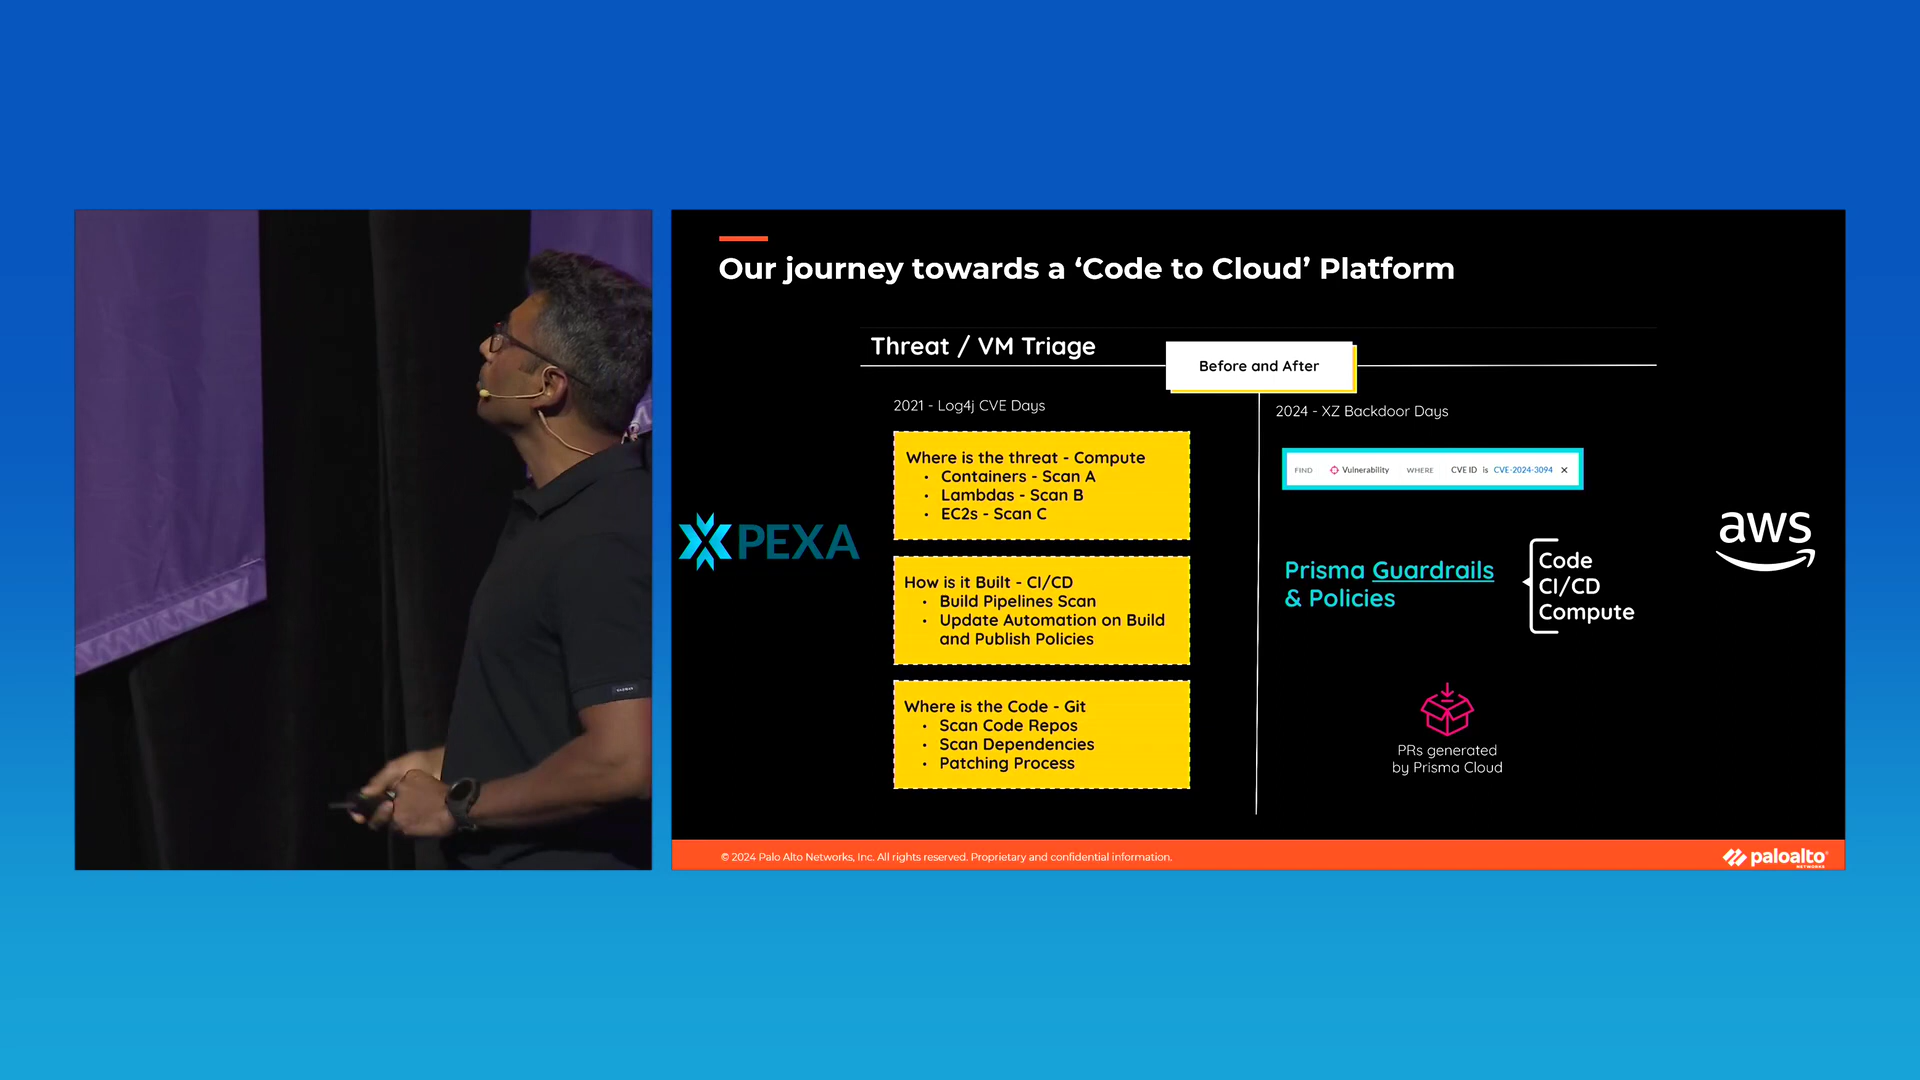 Our journey towards a ‘Code to Cloud’ Platform
Threat / VM Triage
Before and After
2021 - Log4j CVE Days
Where is the threat - Compute
• Containers - Scan A
• Lambdas - Scan B
• EC2s - Scan C
How is it Built - CI/CD
• Build Pipelines Scan
• Update Automation on Build
and Publish Policies
Where is the Code - Git
• Scan Code Repos
• Scan Dependencies
• Patching Process
PEXA
2024 - XZ Backdoor Days
FIND Vulnerability WHERE CVE ID is CVE-2024-3094 ✕
Prisma Guardrails
& Policies
Code
CI/CD
Compute
PRs generated
by Prisma Cloud
aws
© 2024 Palo Alto Networks, Inc. All rights reserved. Proprietary and confidential information.
paloalto
NETWORKS